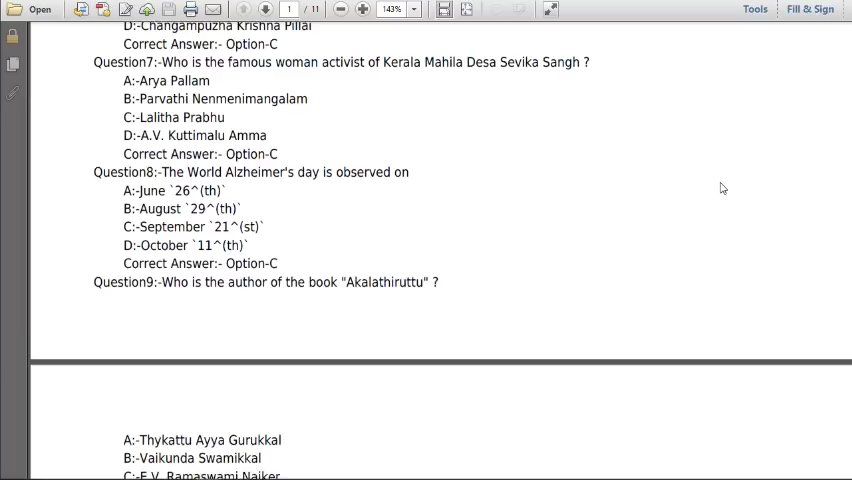 Open
1 / 11
143%
Tools
Fill & Sign
D:-Changampuzha Krishna Pillai
Correct Answer:- Option-C
Question7:-Who is the famous woman activist of Kerala Mahila Desa Sevika Sangh ?
A:-Arya Pallam
B:-Parvathi Nenmenimangalam
C:-Lalitha Prabhu
D:-A.V. Kuttimalu Amma
Correct Answer:- Option-C
Question8:-The World Alzheimer's day is observed on
A:-June `26^(th)`
B:-August `29^(th)`
C:-September `21^(st)`
D:-October `11^(th)`
Correct Answer:- Option-C
Question9:-Who is the author of the book "Akalathiruttu" ?
A:-Thykattu Ayya Gurukkal
B:-Vaikunda Swamikkal
C:-E.V. Ramaswami Naiker